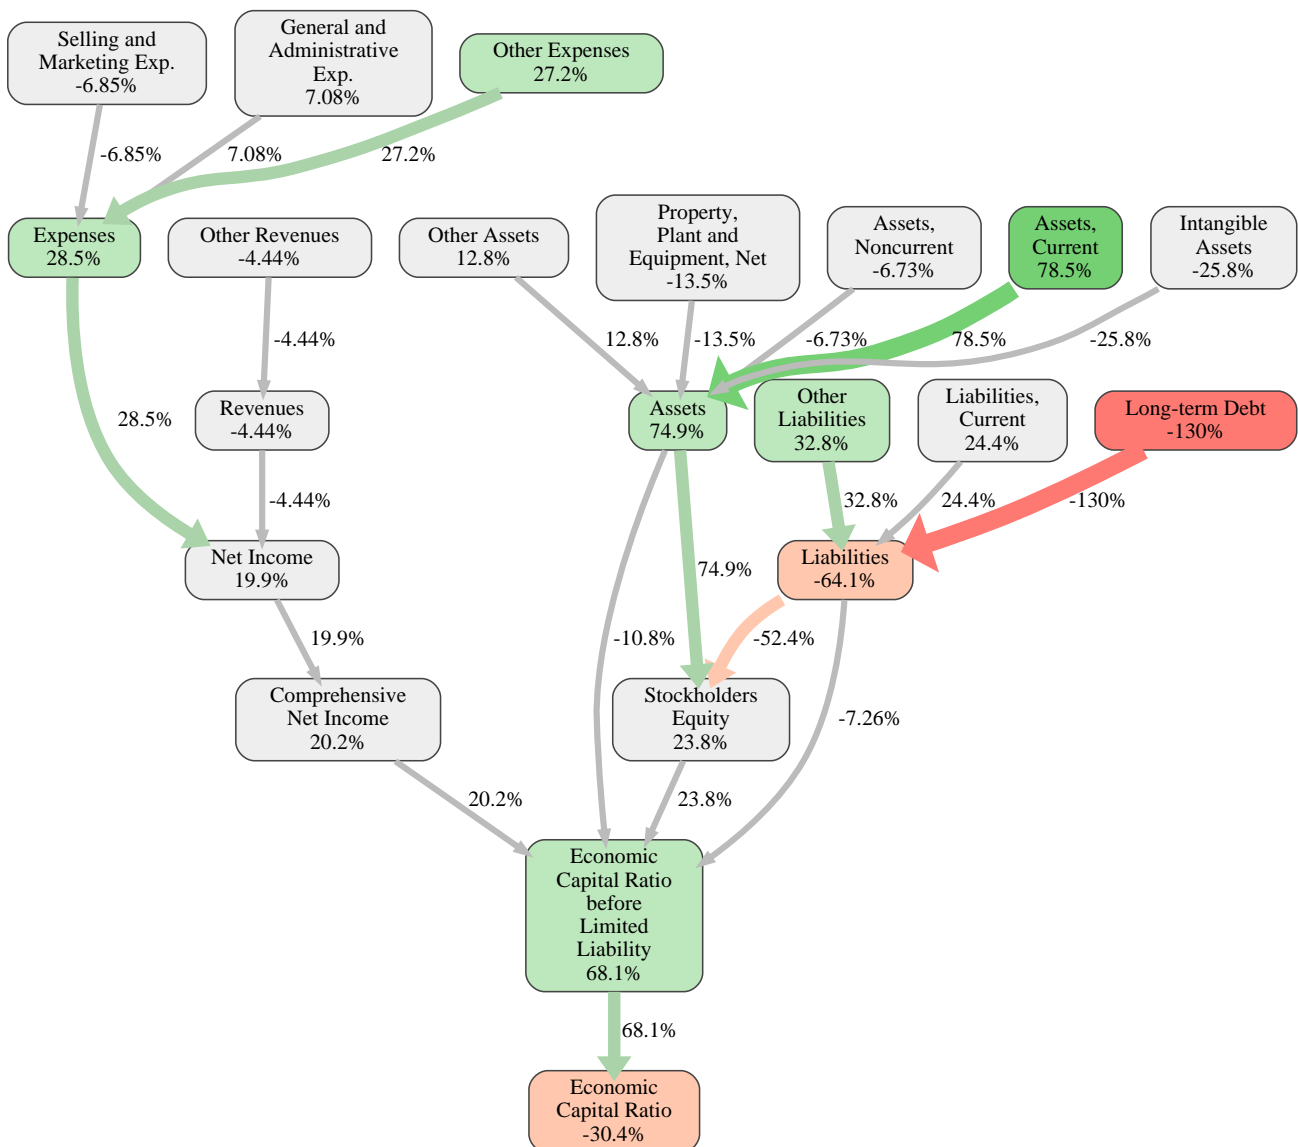 Selling and
Marketing Exp.
-6.85%
General and
Administrative
Exp.
7.08%
Other Expenses
27.2%
-6.85%
7.08%
27.2%
Expenses
28.5%
Other Revenues
-4.44%
Other Assets
12.8%
Property,
Plant and
Equipment, Net
-13.5%
Assets,
Noncurrent
-6.73%
Assets,
Current
78.5%
Intangible
Assets
-25.8%
-4.44%
12.8%
-13.5%
-6.73%
78.5%
-25.8%
28.5%
Revenues
-4.44%
Assets
74.9%
Other
Liabilities
32.8%
Liabilities,
Current
24.4%
Long-term Debt
-130%
-4.44%
32.8%
24.4%
-130%
Net Income
19.9%
74.9%
Liabilities
-64.1%
19.9%
-10.8%
-52.4%
Comprehensive
Net Income
20.2%
Stockholders
Equity
23.8%
-7.26%
20.2%
23.8%
Economic
Capital Ratio
before
Limited
Liability
68.1%
68.1%
Economic
Capital Ratio
-30.4%